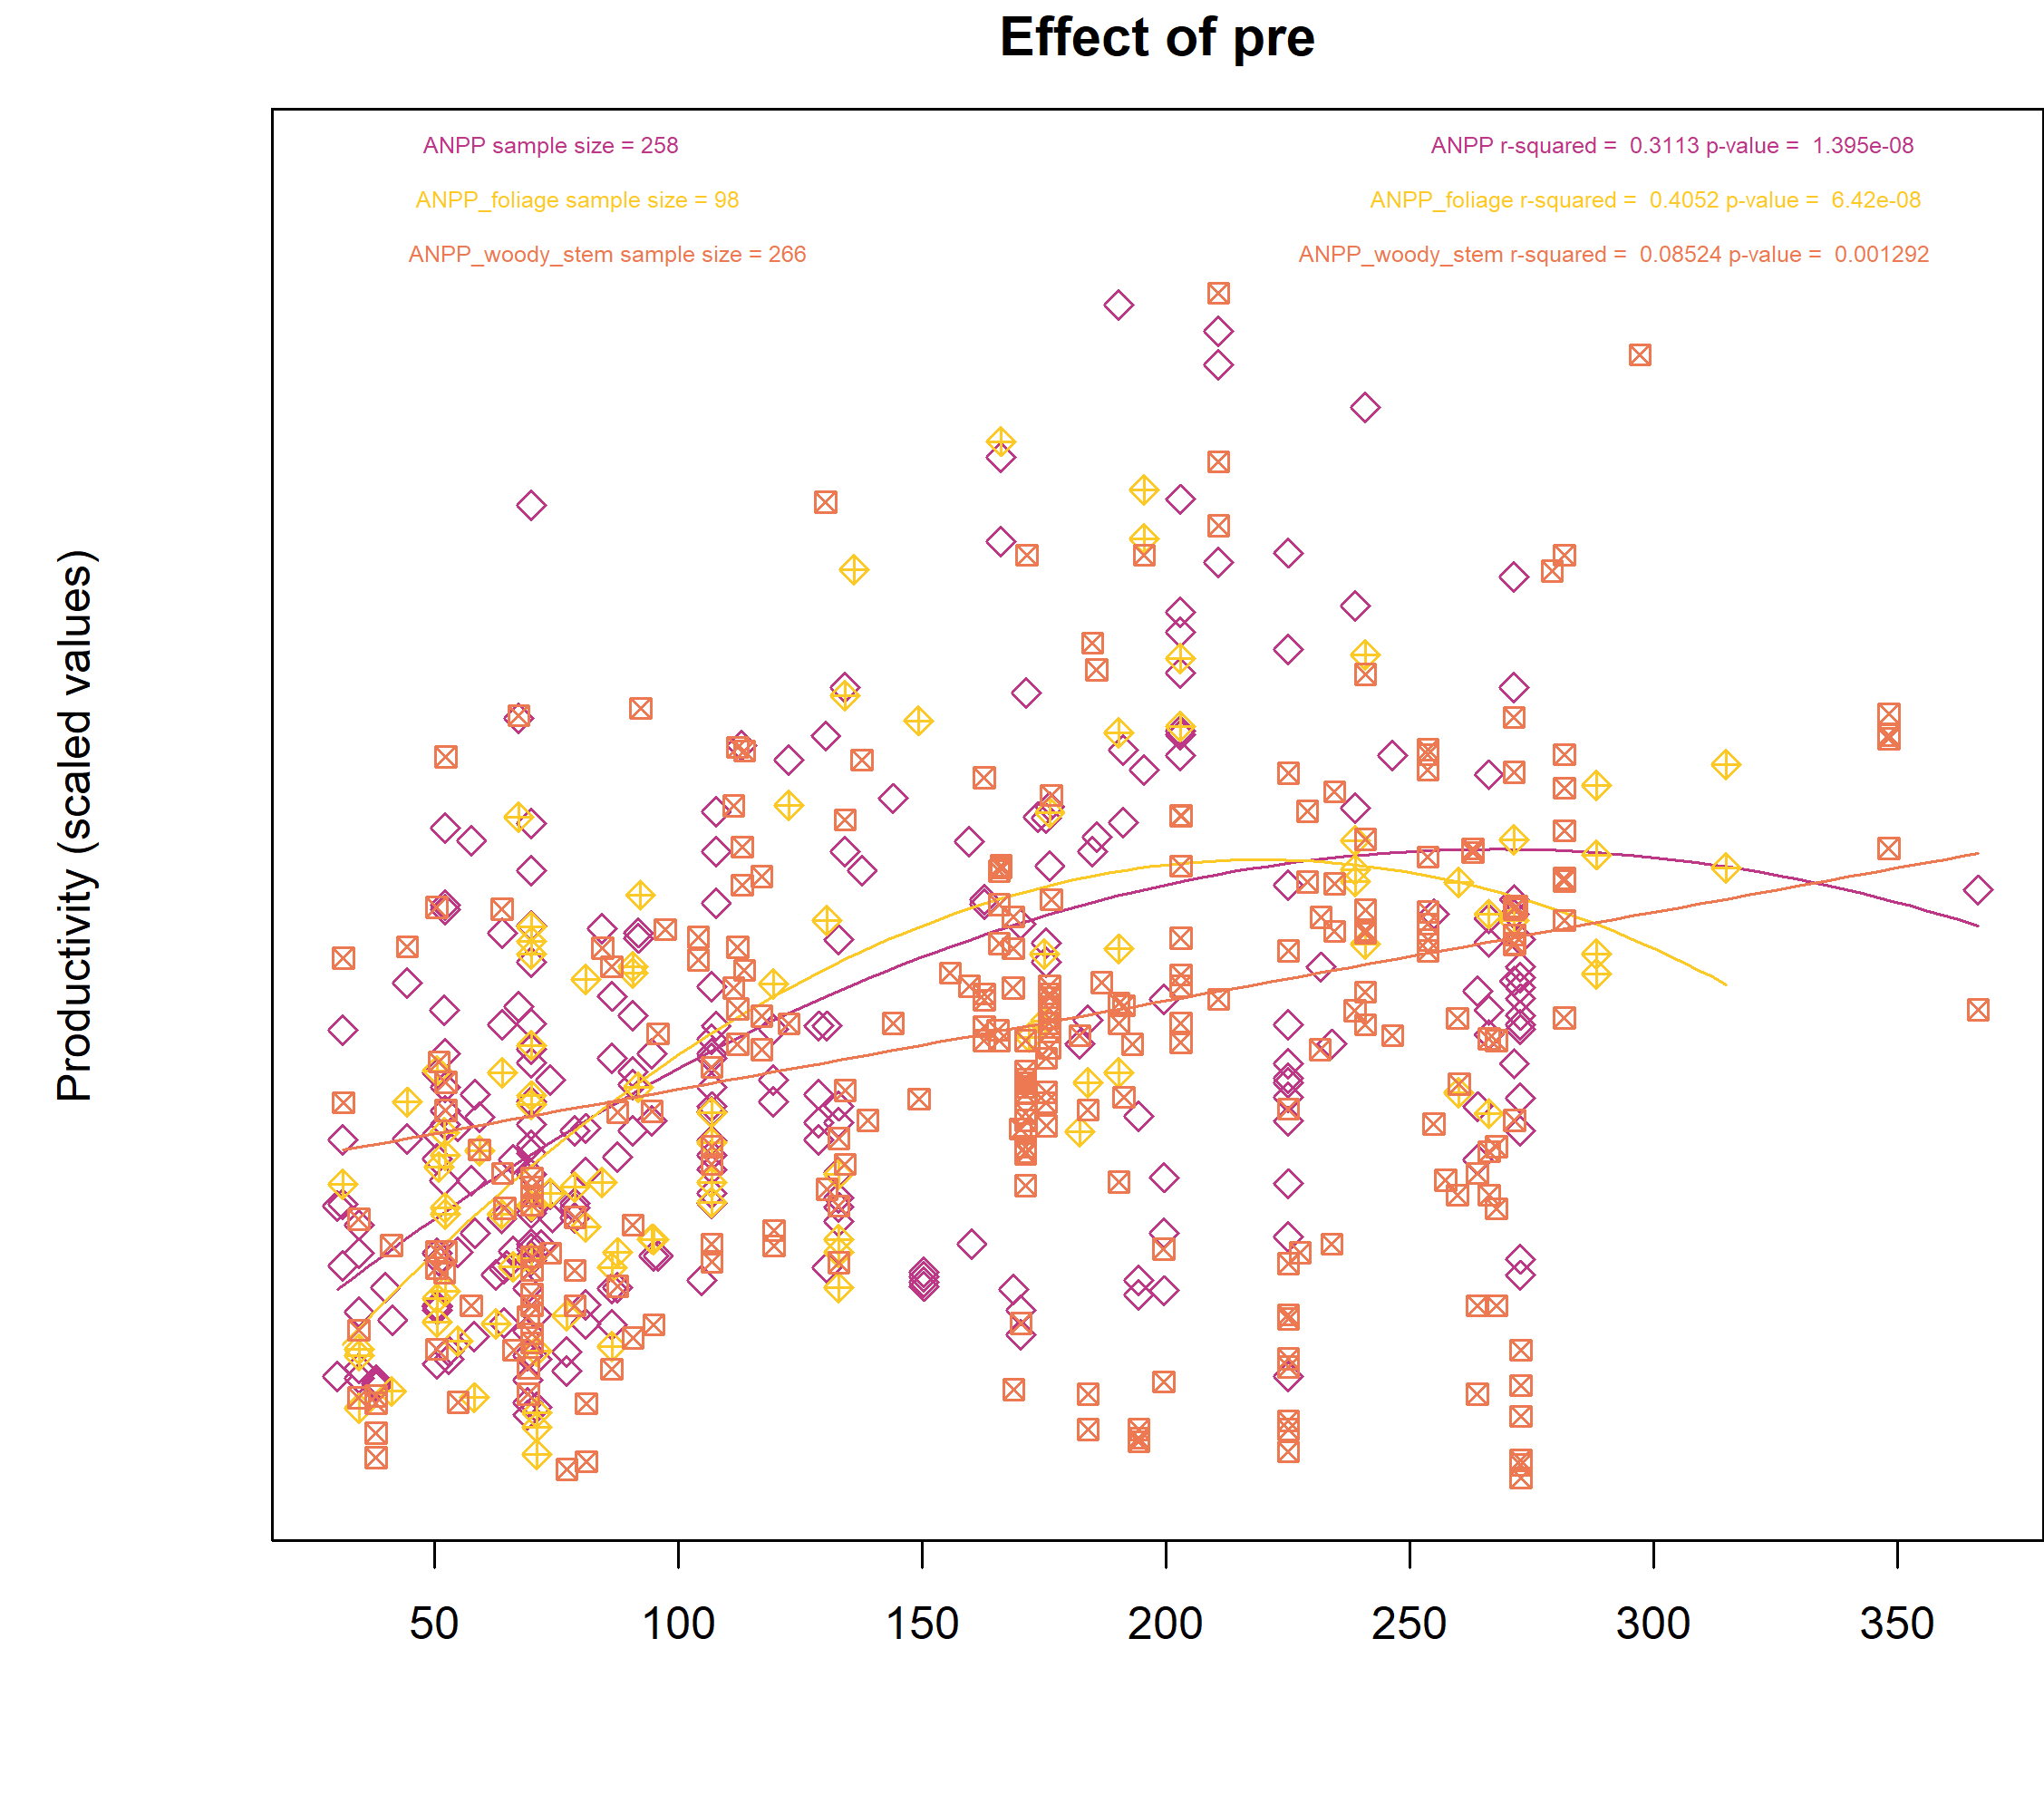 Effect of pre
ANPP sample size = 258
ANPP r-squared = 0.3113 p-value = 1.395e-08
ANPP_foliage sample size = 98
ANPP_foliage r-squared = 0.4052 p-value = 6.42e-08
ANPP_woody_stem sample size = 266
ANPP_woody_stem r-squared = 0.08524 p-value = 0.001292
Productivity (scaled values)
50 100 150 200 250 300 350